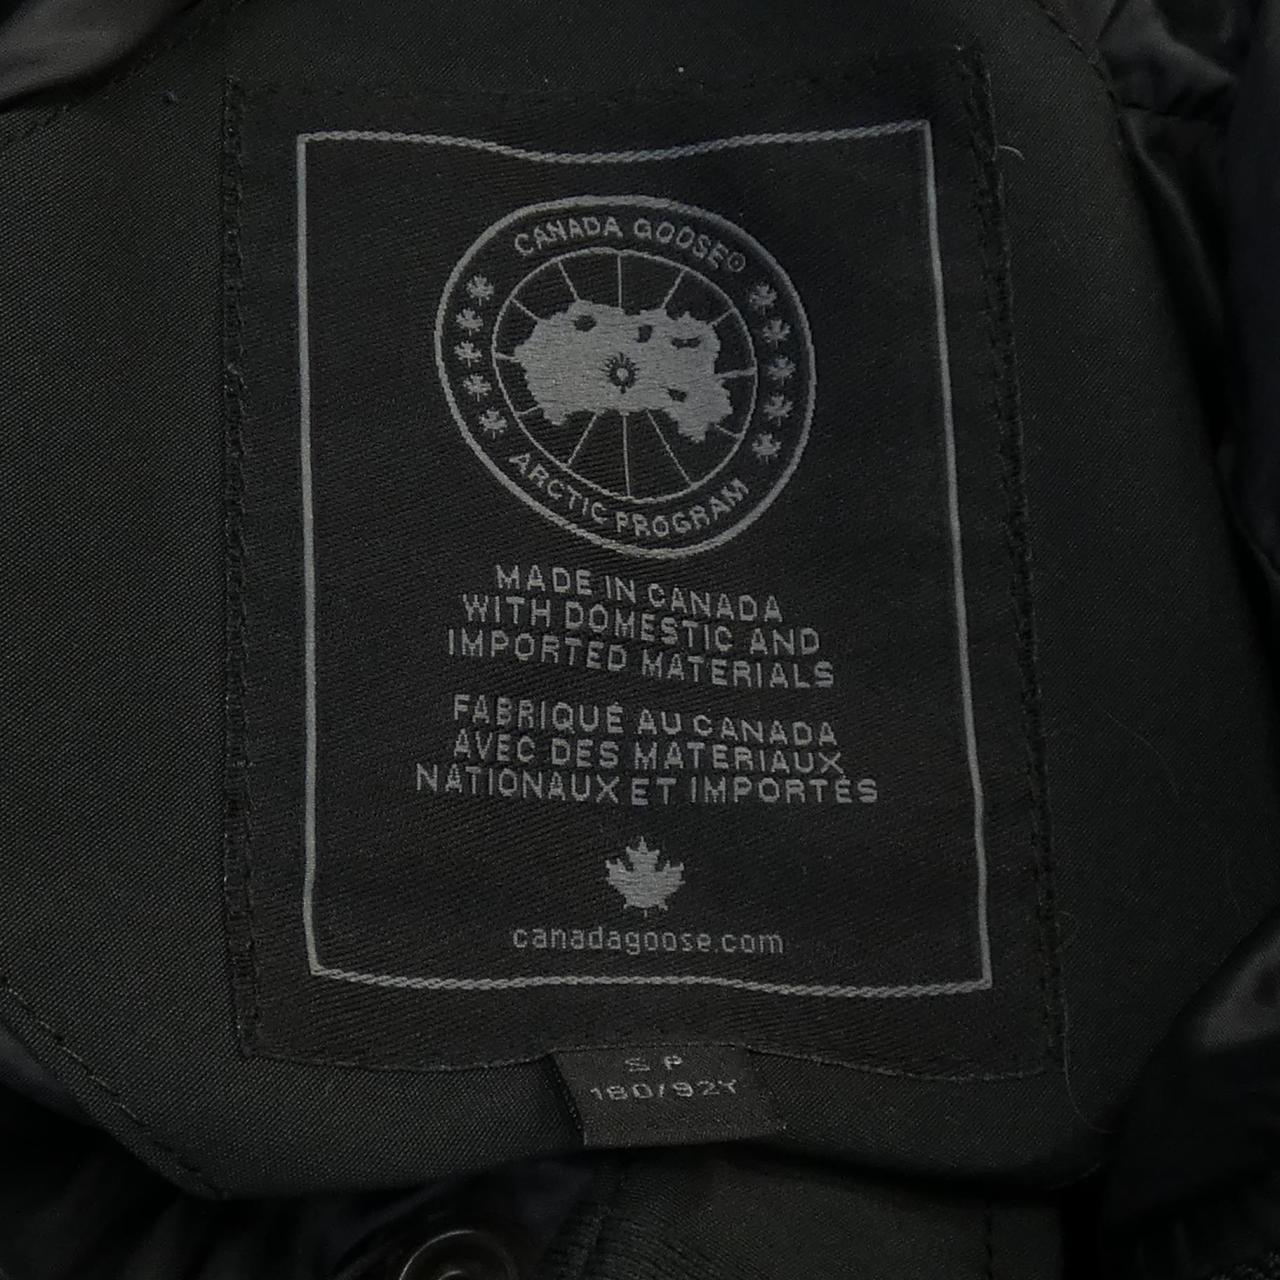 CANADA GOOSE®
ARCTIC PROGRAM
MADE IN CANADA
WITH DOMESTIC AND
IMPORTED MATERIALS
FABRIQUÉ AU CANADA
AVEC DES MATERIAUX
NATIONAUX ET IMPORTÉS
canadagoose.com
S P
180/92Y